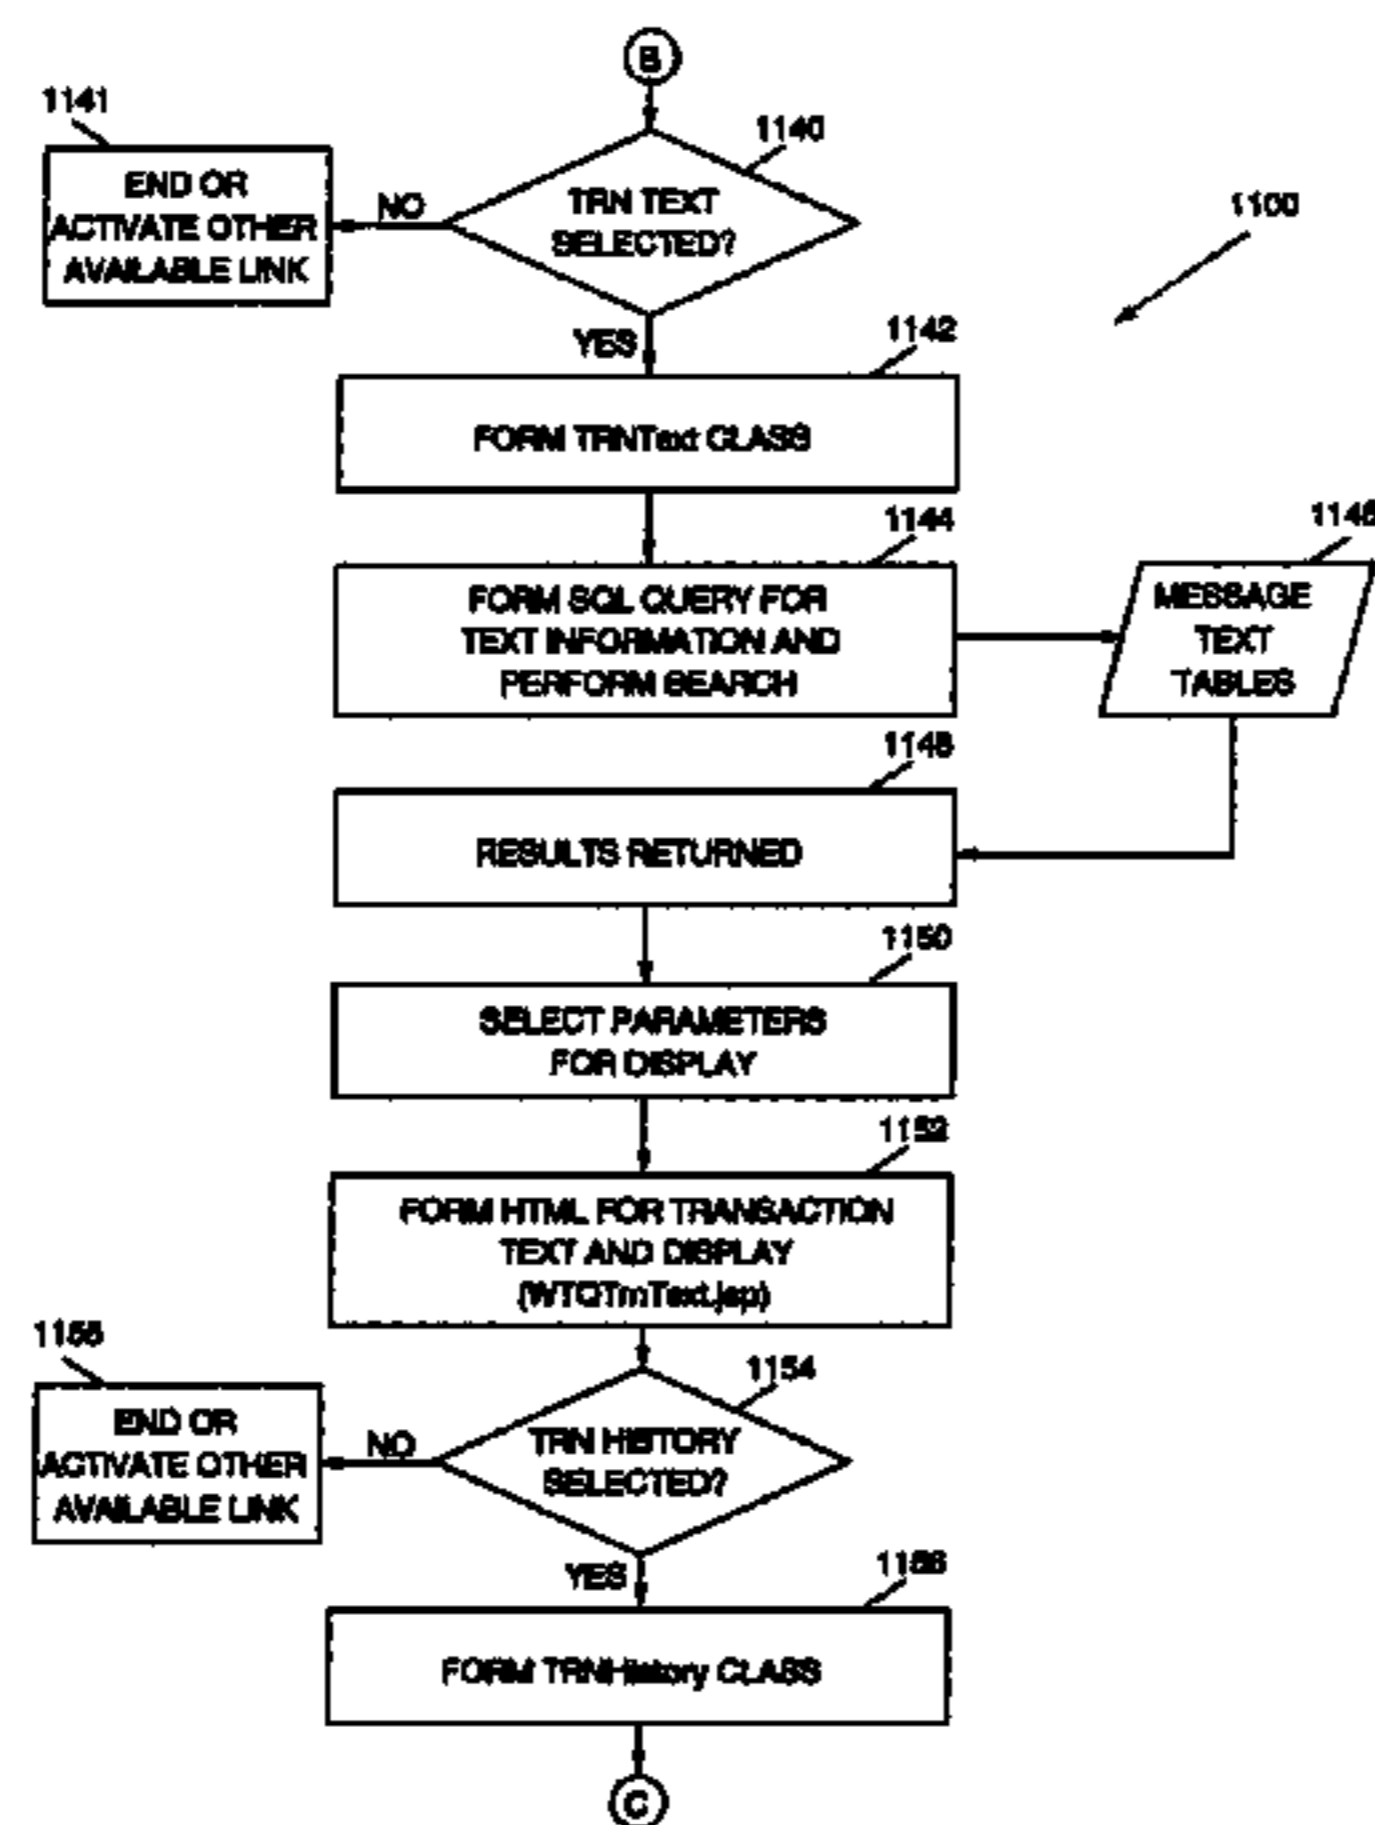 B
1141
1140
END OR
ACTIVATE OTHER
AVAILABLE LINK
NO
TRN TEXT
SELECTED?
1100
YES
1142
FORM TRNText CLASS
1144
FORM SQL QUERY FOR
TEXT INFORMATION AND
PERFORM SEARCH
1146
MESSAGE
TEXT
TABLES
1148
RESULTS RETURNED
1150
SELECT PARAMETERS
FOR DISPLAY
1152
FORM HTML FOR TRANSACTION
TEXT AND DISPLAY
(WTQTrnText.jsp)
1155
1154
END OR
ACTIVATE OTHER
AVAILABLE LINK
NO
TRN HISTORY
SELECTED?
YES
1156
FORM TRNHistory CLASS
C